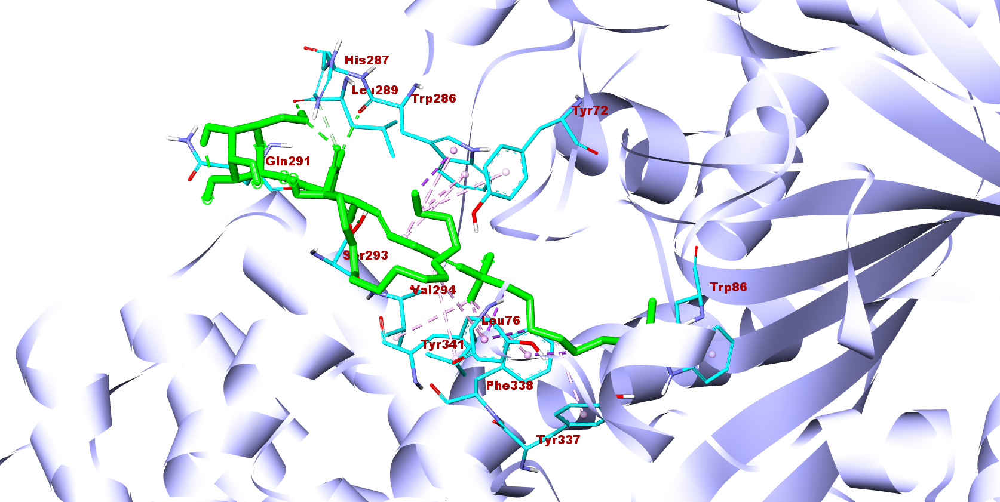 His287
Leu289
Trp286
Tyr72
Gln291
Ser293
Val294
Trp86
Leu76
Tyr341
Phe338
Tyr337